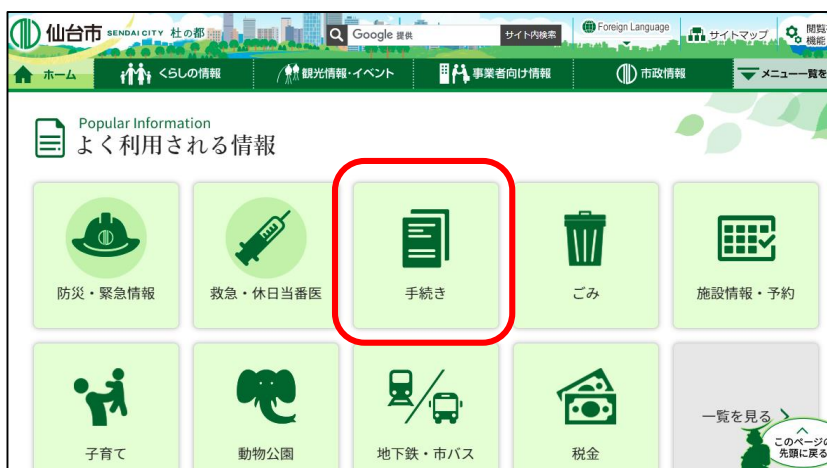 仙台市 SENDAI CITY 杜の都
Google 提供 サイト内検索
Foreign Language
サイトマップ
閲覧
機能
ホーム くらしの情報 観光情報・イベント 事業者向け情報 市政情報 メニュー一覧を
Popular Information
よく利用される情報
防災・緊急情報 救急・休日当番医 手続き ごみ 施設情報・予約
一覧を見る
子育て 動物公園 地下鉄・市バス 税金
このページの
先頭に戻る